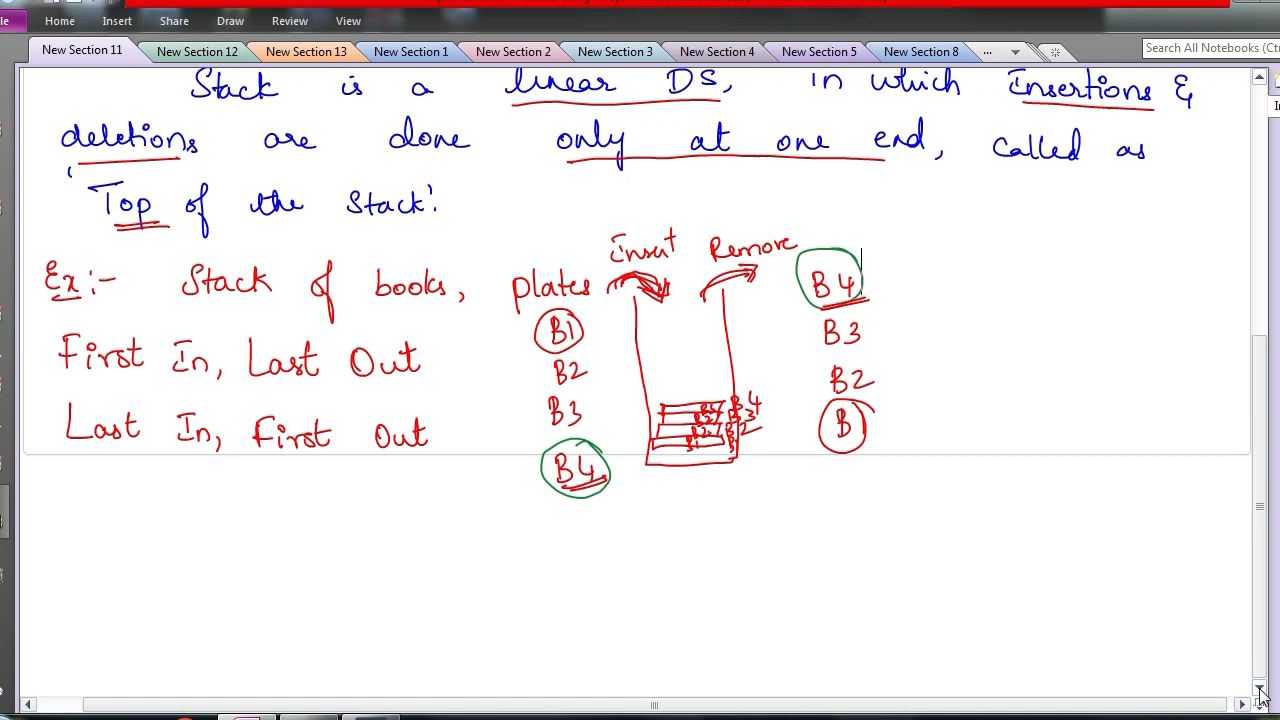 Home Insert Share Draw Review View
New Section 11 New Section 12 New Section 13 New Section 1 New Section 2 New Section 3 New Section 4 New Section 5 New Section 8 ...
Search All Notebooks
Stack is a linear DS, in which Insertions &
deletions are done only at one end, called as
Top of the Stack.
Insert Remove
Ex:- Stack of books, plates B4
B1 B3
First In, Last Out
B2 B2
B4
B3 B3
Last In, First Out B2 B
B1
B4